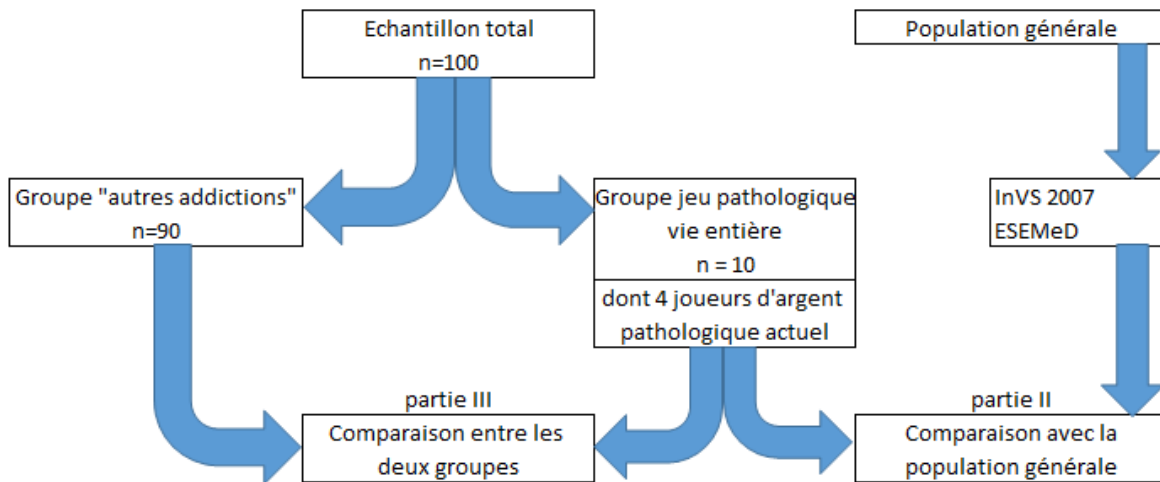 Echantillon total
n=100
Population générale
Groupe "autres addictions"
n=90
Groupe jeu pathologique
vie entière
n = 10
dont 4 joueurs d'argent
pathologique actuel
InVS 2007
ESEMeD
partie III
Comparaison entre les
deux groupes
partie II
Comparaison avec la
population générale